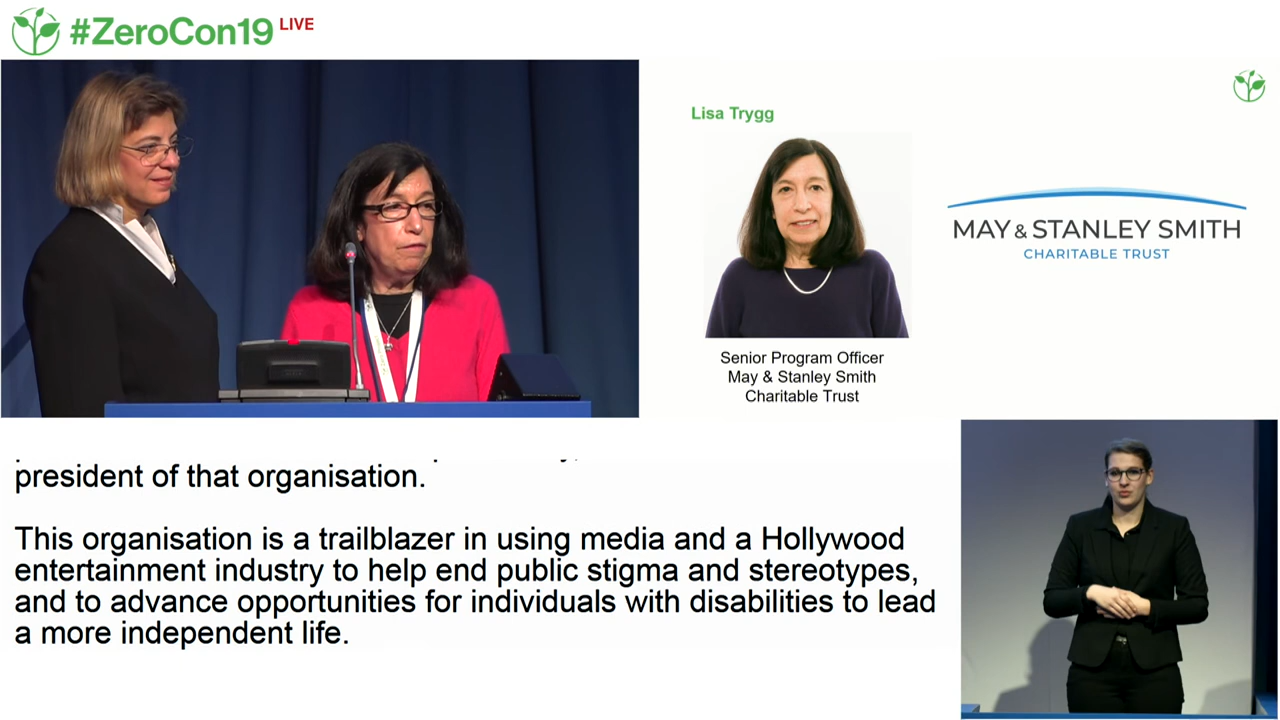 #ZeroCon19 LIVE
Lisa Trygg
MAY & STANLEY SMITH
CHARITABLE TRUST
Senior Program Officer
May & Stanley Smith
Charitable Trust
president of that organisation.
This organisation is a trailblazer in using media and a Hollywood
entertainment industry to help end public stigma and stereotypes,
and to advance opportunities for individuals with disabilities to lead
a more independent life.